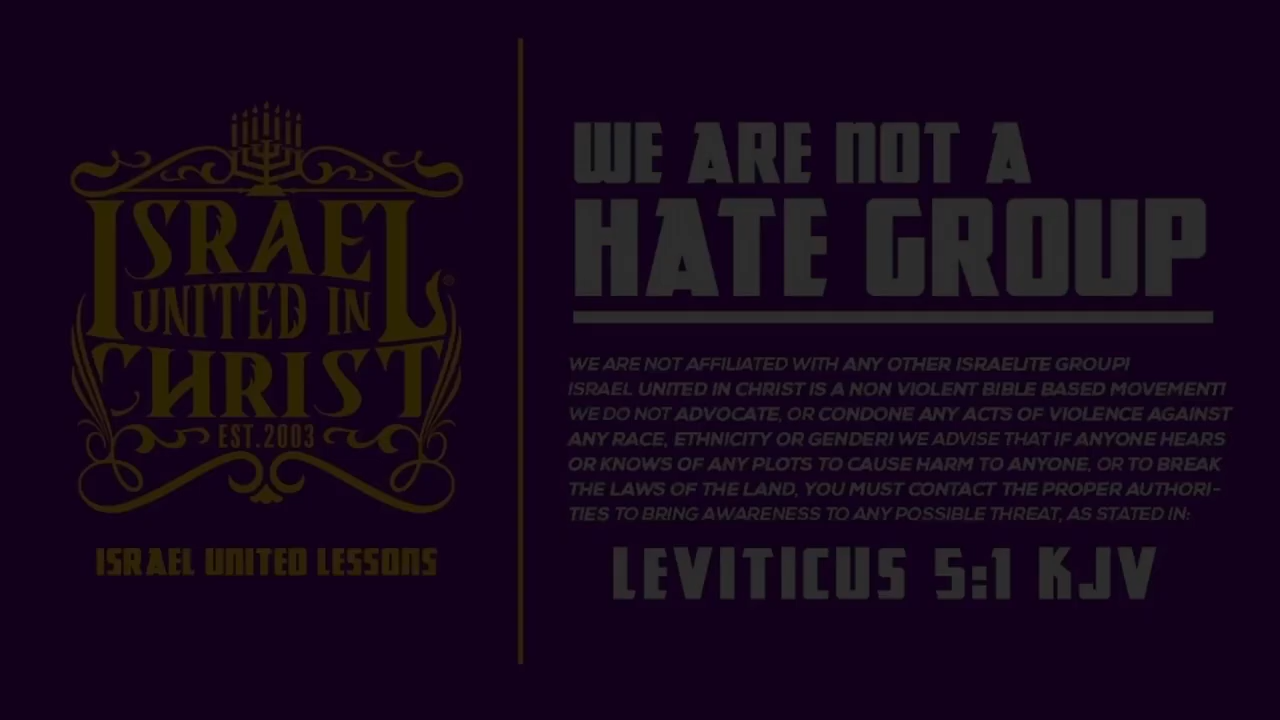 ISRAEL
UNITED IN
CHRIST
EST.2003
ISRAEL UNITED LESSONS
WE ARE NOT A
HATE GROUP
WE ARE NOT AFFILIATED WITH ANY OTHER ISRAELITE GROUP!
ISRAEL UNITED IN CHRIST IS A NON VIOLENT BIBLE BASED MOVEMENT!
WE DO NOT ADVOCATE, OR CONDONE ANY ACTS OF VIOLENCE AGAINST
ANY RACE, ETHNICITY OR GENDER! WE ADVISE THAT IF ANYONE HEARS
OR KNOWS OF ANY PLOTS TO CAUSE HARM TO ANYONE, OR TO BREAK
THE LAWS OF THE LAND, YOU MUST CONTACT THE PROPER AUTHORI-
TIES TO BRING AWARENESS TO ANY POSSIBLE THREAT, AS STATED IN:
LEVITICUS 5:1 KJV